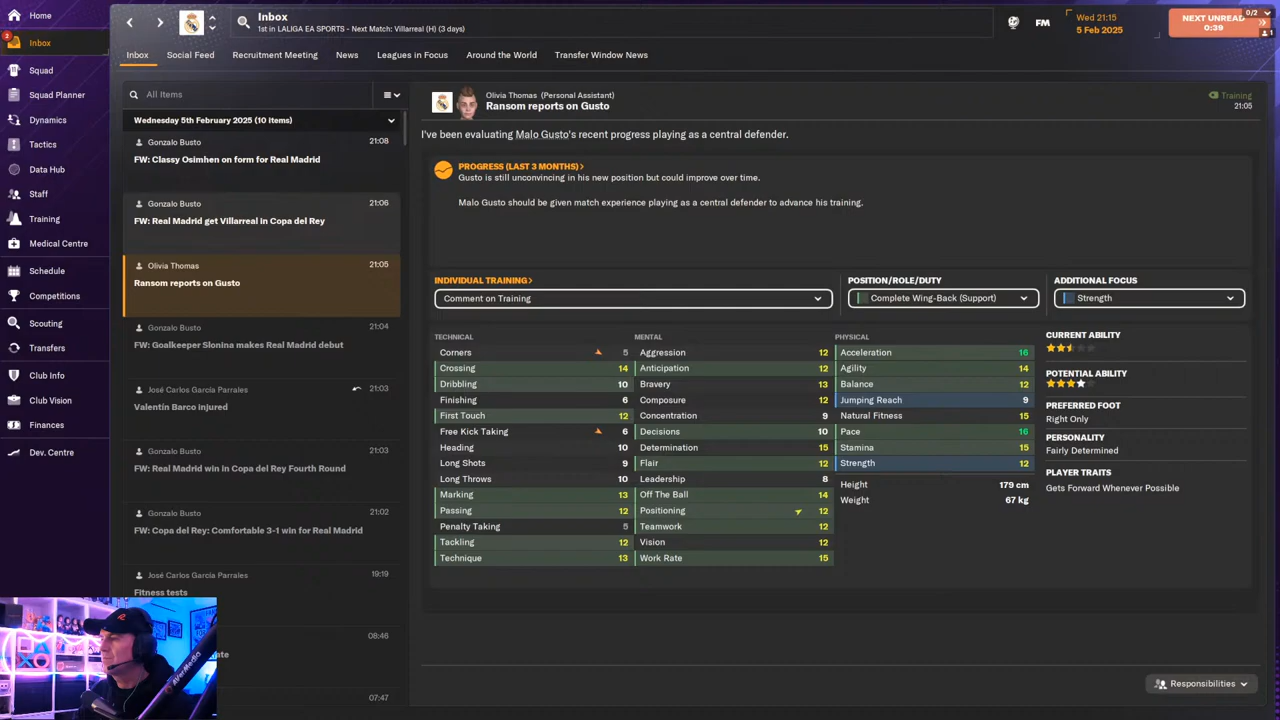 Home
Inbox
1st in LALIGA EA SPORTS - Next Match: Villarreal (H) (3 days)
FM
Wed 21:15
5 Feb 2025
NEXT UNREAD
0:39
0/2
1
2
Inbox
Squad
Squad Planner
Dynamics
Tactics
Data Hub
Staff
Training
Medical Centre
Schedule
Competitions
Scouting
Transfers
Club Info
Club Vision
Finances
Dev. Centre
Inbox
Social Feed
Recruitment Meeting
News
Leagues in Focus
Around the World
Transfer Window News
All Items
Wednesday 5th February 2025 (10 Items)
Gonzalo Busto 21:08
FW: Classy Osimhen on form for Real Madrid
Gonzalo Busto 21:06
FW: Real Madrid get Villarreal in Copa del Rey
Olivia Thomas 21:05
Ransom reports on Gusto
Gonzalo Busto 21:04
FW: Goalkeeper Slonina makes Real Madrid debut
José Carlos García Parrales 21:03
Valentín Barco injured
Gonzalo Busto 21:03
FW: Real Madrid win in Copa del Rey Fourth Round
Gonzalo Busto 21:02
FW: Copa del Rey: Comfortable 3-1 win for Real Madrid
José Carlos García Parrales 19:19
Fitness tests
08:46
07:47
AVerMedia
Olivia Thomas (Personal Assistant)
Ransom reports on Gusto
Training
21:05
I've been evaluating Malo Gusto's recent progress playing as a central defender.
PROGRESS (LAST 3 MONTHS) >
Gusto is still unconvincing in his new position but could improve over time.
Malo Gusto should be given match experience playing as a central defender to advance his training.
INDIVIDUAL TRAINING >
Comment on Training
POSITION/ROLE/DUTY
Complete Wing-Back (Support)
ADDITIONAL FOCUS
Strength
TECHNICAL
Corners 5
Crossing 14
Dribbling 10
Finishing 6
First Touch 12
Free Kick Taking 6
Heading 10
Long Shots 9
Long Throws 10
Marking 13
Passing 12
Penalty Taking 5
Tackling 12
Technique 13
MENTAL
Aggression 12
Anticipation 12
Bravery 13
Composure 12
Concentration 9
Decisions 10
Determination 15
Flair 12
Leadership 8
Off The Ball 14
Positioning 12
Teamwork 12
Vision 12
Work Rate 15
PHYSICAL
Acceleration 16
Agility 14
Balance 12
Jumping Reach 9
Natural Fitness 15
Pace 16
Stamina 15
Strength 12
Height 179 cm
Weight 67 kg
CURRENT ABILITY
POTENTIAL ABILITY
PREFERRED FOOT
Right Only
PERSONALITY
Fairly Determined
PLAYER TRAITS
Gets Forward Whenever Possible
Responsibilities